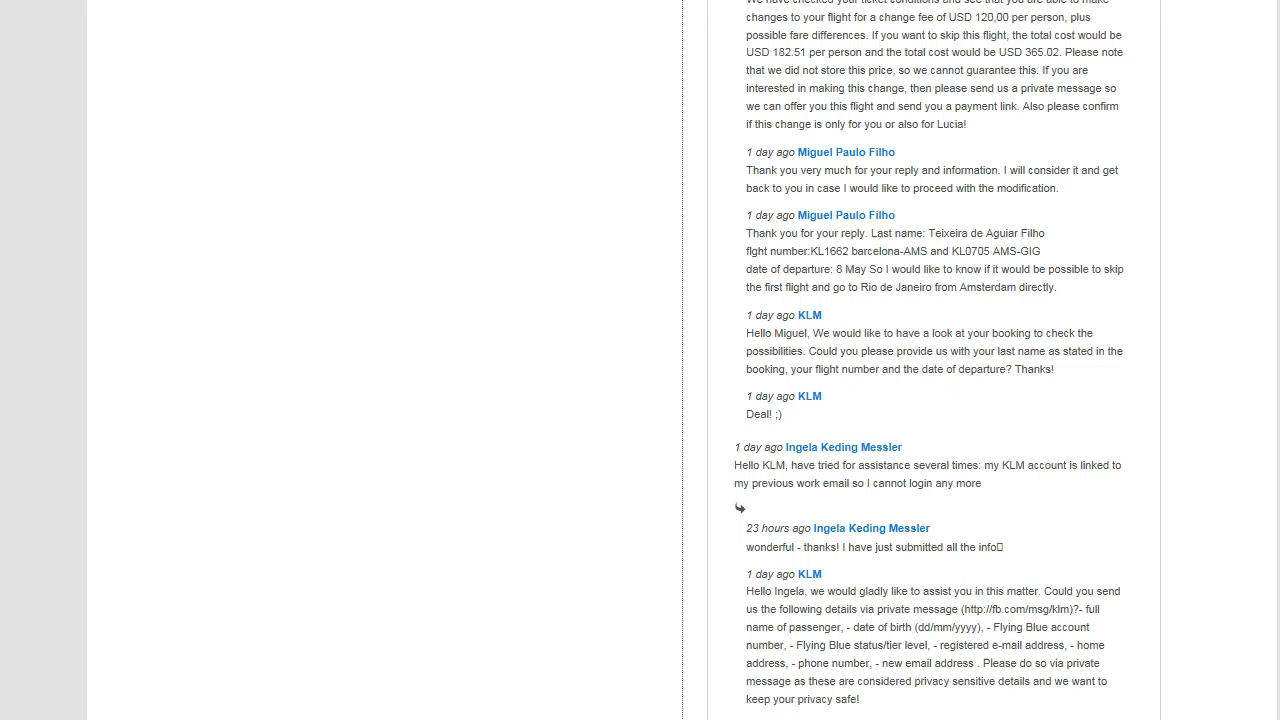 We have checked your ticket conditions and see that you are able to make
changes to your flight for a change fee of USD 120,00 per person, plus
possible fare differences. If you want to skip this flight, the total cost would be
USD 182.51 per person and the total cost would be USD 365.02. Please note
that we did not store this price, so we cannot guarantee this. If you are
interested in making this change, then please send us a private message so
we can offer you this flight and send you a payment link. Also please confirm
if this change is only for you or also for Lucia!
1 day ago Miguel Paulo Filho
Thank you very much for your reply and information. I will consider it and get
back to you in case I would like to proceed with the modification.
1 day ago Miguel Paulo Filho
Thank you for your reply. Last name: Teixeira de Aguiar Filho
flght number:KL1662 barcelona-AMS and KL0705 AMS-GIG
date of departure: 8 May So I would like to know if it would be possible to skip
the first flight and go to Rio de Janeiro from Amsterdam directly.
1 day ago KLM
Hello Miguel, We would like to have a look at your booking to check the
possibilities. Could you please provide us with your last name as stated in the
booking, your flight number and the date of departure? Thanks!
1 day ago KLM
Deal! ;)
1 day ago Ingela Keding Messler
Hello KLM, have tried for assistance several times: my KLM account is linked to
my previous work email so I cannot login any more
23 hours ago Ingela Keding Messler
wonderful - thanks! I have just submitted all the info
1 day ago KLM
Hello Ingela, we would gladly like to assist you in this matter. Could you send
us the following details via private message (http://fb.com/msg/klm)?- full
name of passenger, - date of birth (dd/mm/yyyy), - Flying Blue account
number, - Flying Blue status/tier level, - registered e-mail address, - home
address, - phone number, - new email address . Please do so via private
message as these are considered privacy sensitive details and we want to
keep your privacy safe!